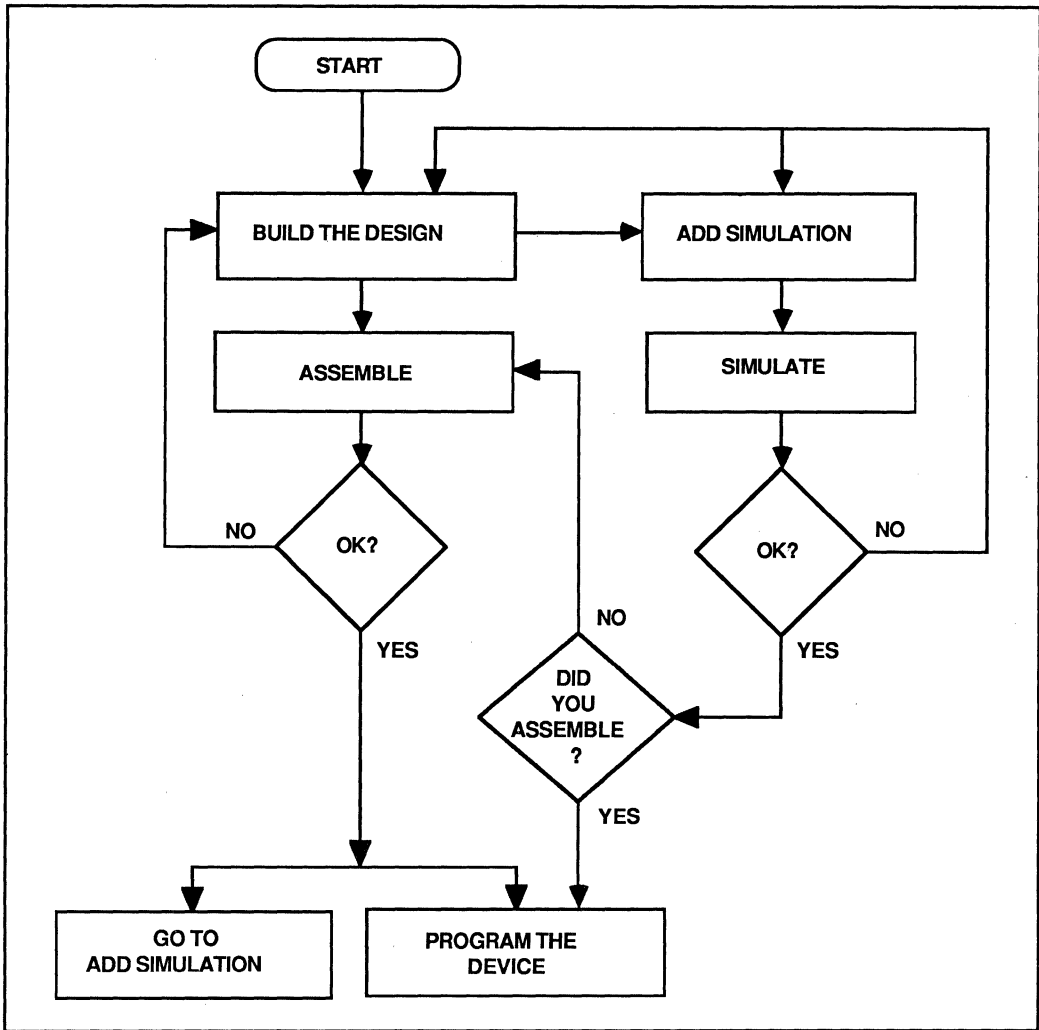 START
BUILD THE DESIGN
ADD SIMULATION
ASSEMBLE
SIMULATE
NO
OK?
YES
OK?
NO
YES
NO
DID
YOU
ASSEMBLE
?
YES
GO TO
ADD SIMULATION
PROGRAM THE
DEVICE